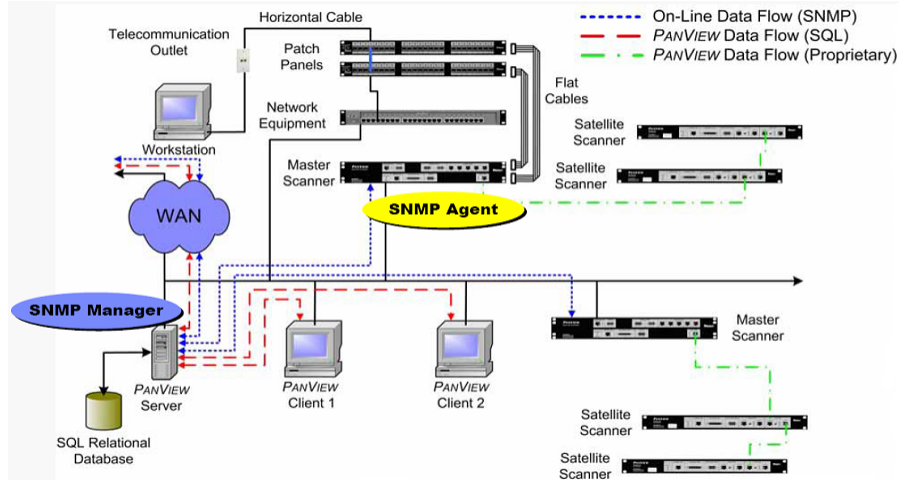 Horizontal Cable
Telecommunication
Outlet
Patch
Panels
On-Line Data Flow (SNMP)
PANVIEW Data Flow (SQL)
PANVIEW Data Flow (Proprietary)
Flat
Cables
Network
Equipment
Workstation
Master
Scanner
Satellite
Scanner
Satellite
Scanner
SNMP Agent
WAN
SNMP Manager
PANVIEW
Server
PANVIEW
Client 1
PANVIEW
Client 2
Master
Scanner
SQL Relational
Database
Satellite
Scanner
Satellite
Scanner